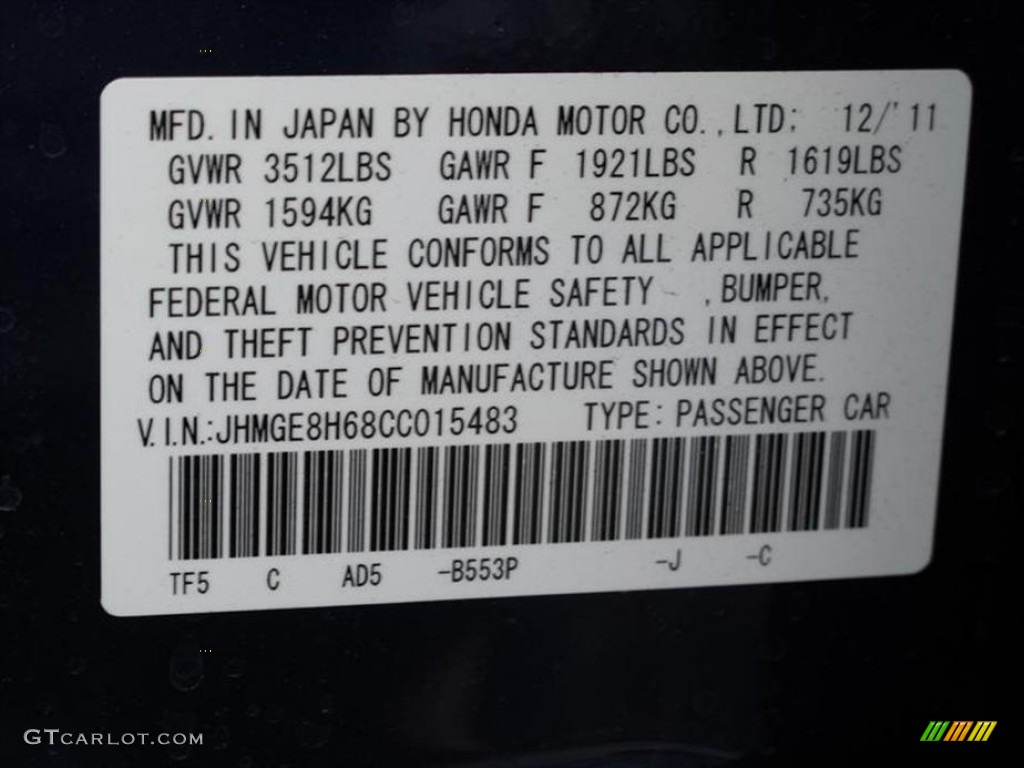 MFD. IN JAPAN BY HONDA MOTOR CO., LTD; 12/'11
GVWR 3512LBS GAWR F 1921LBS R 1619LBS
GVWR 1594KG GAWR F 872KG R 735KG
THIS VEHICLE CONFORMS TO ALL APPLICABLE
FEDERAL MOTOR VEHICLE SAFETY , BUMPER,
AND THEFT PREVENTION STANDARDS IN EFFECT
ON THE DATE OF MANUFACTURE SHOWN ABOVE.
V.I.N.:JHMGE8H68CC015483 TYPE: PASSENGER CAR
TF5 C AD5 -B553P -J -C
GTCARLOT.COM